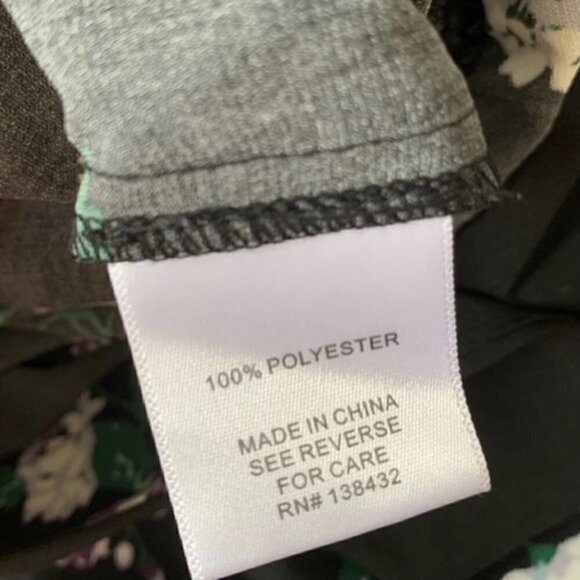 100% POLYESTER
MADE IN CHINA
SEE REVERSE
FOR CARE
RN# 138432